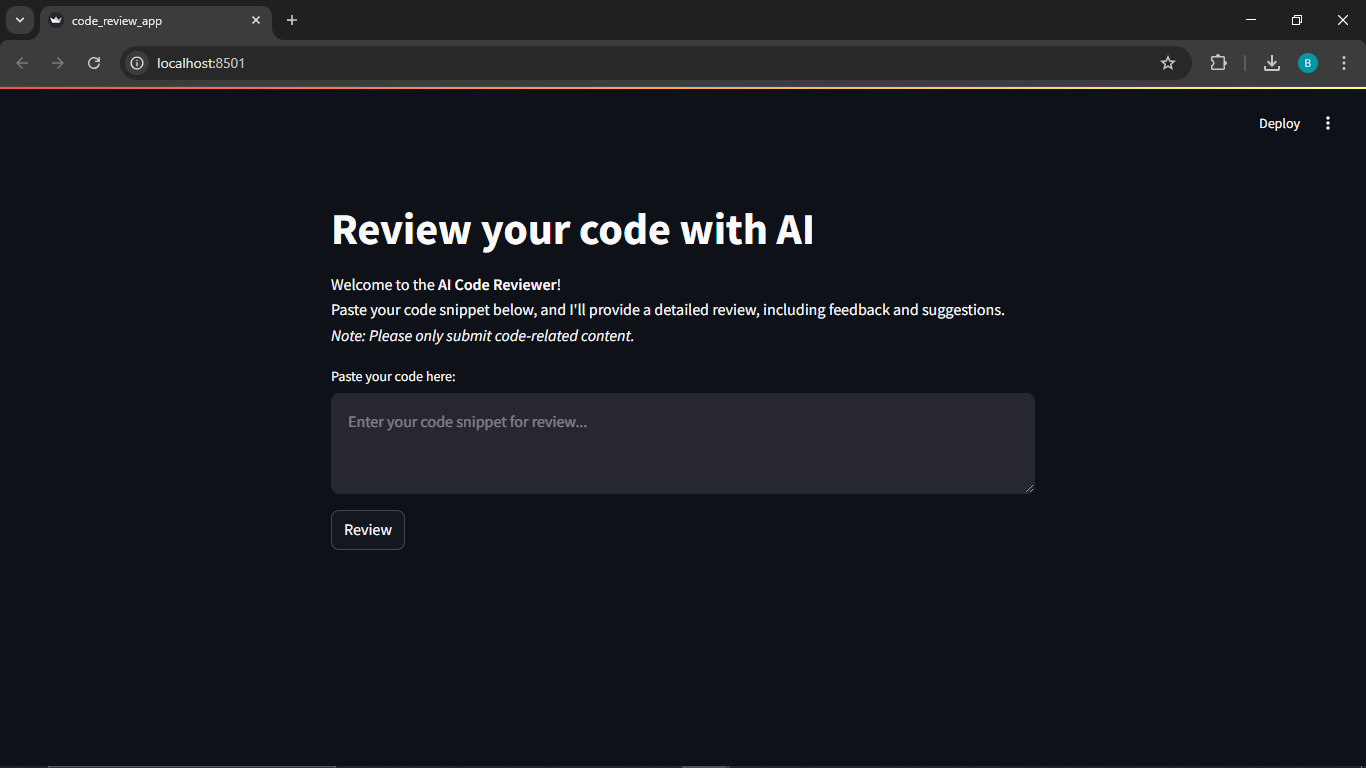 code_review_app
localhost:8501
B
Deploy
Review your code with AI
Welcome to the AI Code Reviewer!
Paste your code snippet below, and I'll provide a detailed review, including feedback and suggestions.
Note: Please only submit code-related content.
Paste your code here:
Enter your code snippet for review...
Review